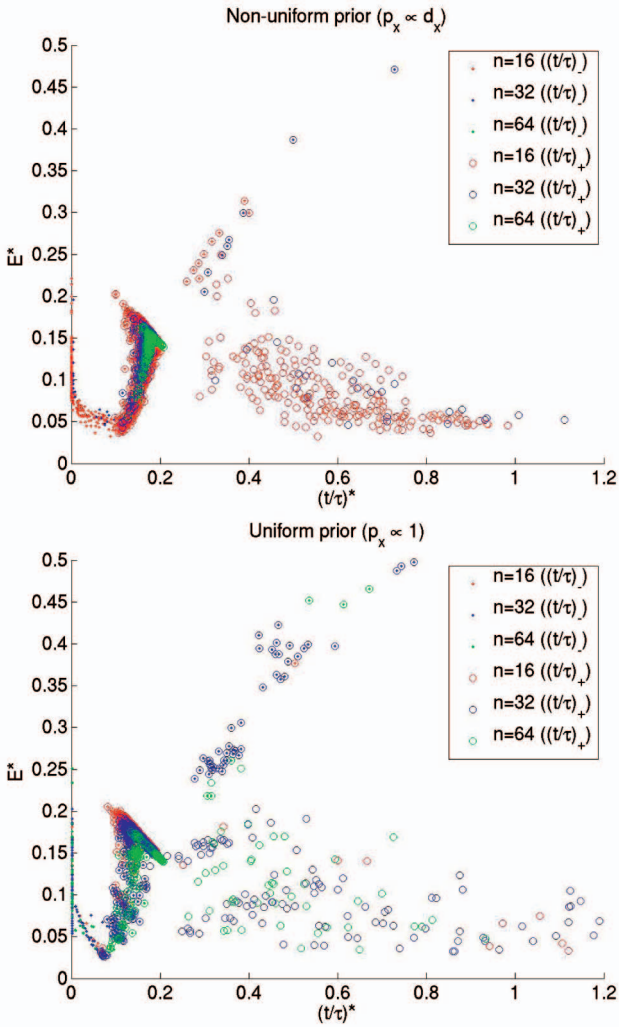 Non-uniform prior (p_x ∝ d_x)
n=16 ((t/τ)_-)
n=32 ((t/τ)_-)
n=64 ((t/τ)_-)
n=16 ((t/τ)_+)
n=32 ((t/τ)_+)
n=64 ((t/τ)_+)
0.5
0.45
0.4
0.35
0.3
0.25
0.2
0.15
0.1
0.05
0
E*
0 0.2 0.4 0.6 0.8 1 1.2
(t/τ)*
Uniform prior (p_x ∝ 1)
n=16 ((t/τ)_-)
n=32 ((t/τ)_-)
n=64 ((t/τ)_-)
n=16 ((t/τ)_+)
n=32 ((t/τ)_+)
n=64 ((t/τ)_+)
0.5
0.45
0.4
0.35
0.3
0.25
0.2
0.15
0.1
0.05
0
E*
0 0.2 0.4 0.6 0.8 1 1.2
(t/τ)*